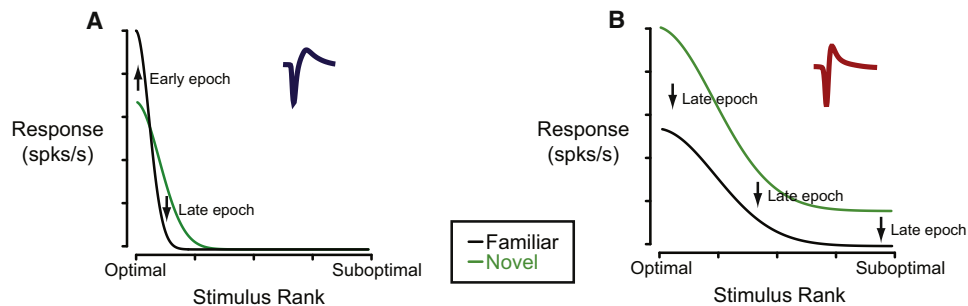 A
Early epoch
Response
(spks/s)
Late epoch
Optimal
Suboptimal
Stimulus Rank
Familiar
Novel
B
Late epoch
Response
(spks/s)
Late epoch
Late epoch
Optimal
Suboptimal
Stimulus Rank